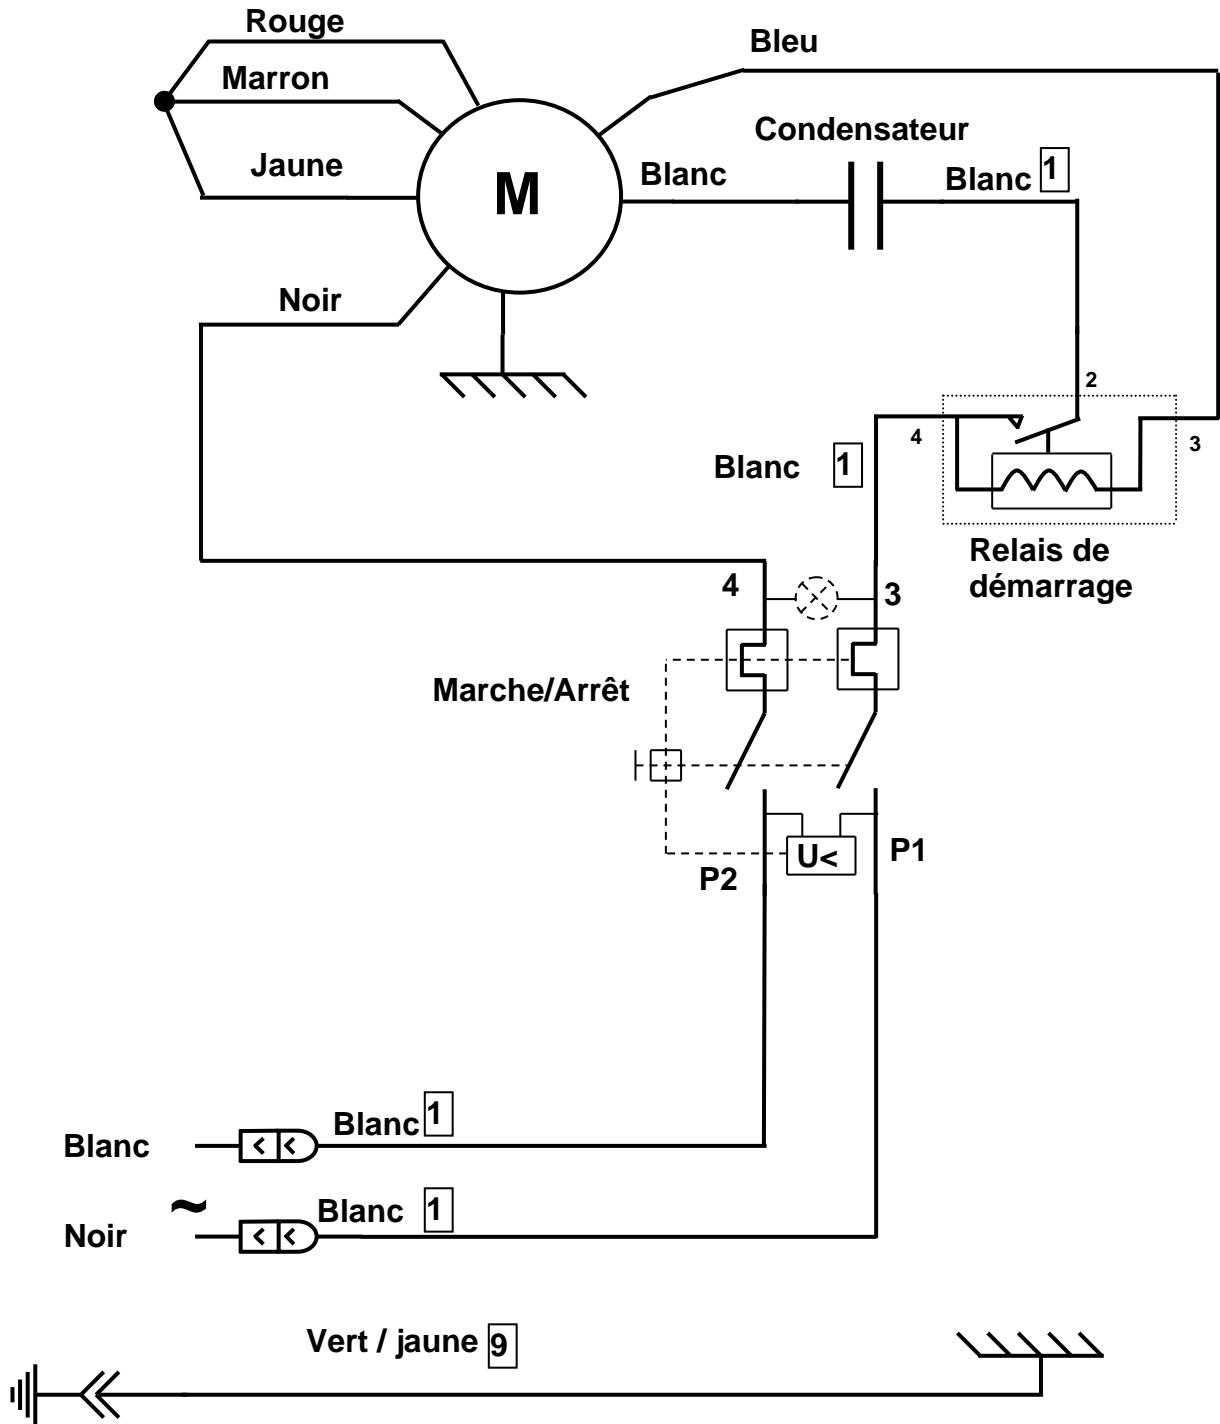 Rouge
Bleu
Marron
Condensateur
Jaune
M
Blanc
Blanc 1
Noir
2
4
3
Blanc 1
Relais de
démarrage
4
3
Marche/Arrêt
U<
P1
P2
Blanc 1
Blanc
~
Blanc 1
Noir
Vert / jaune 9